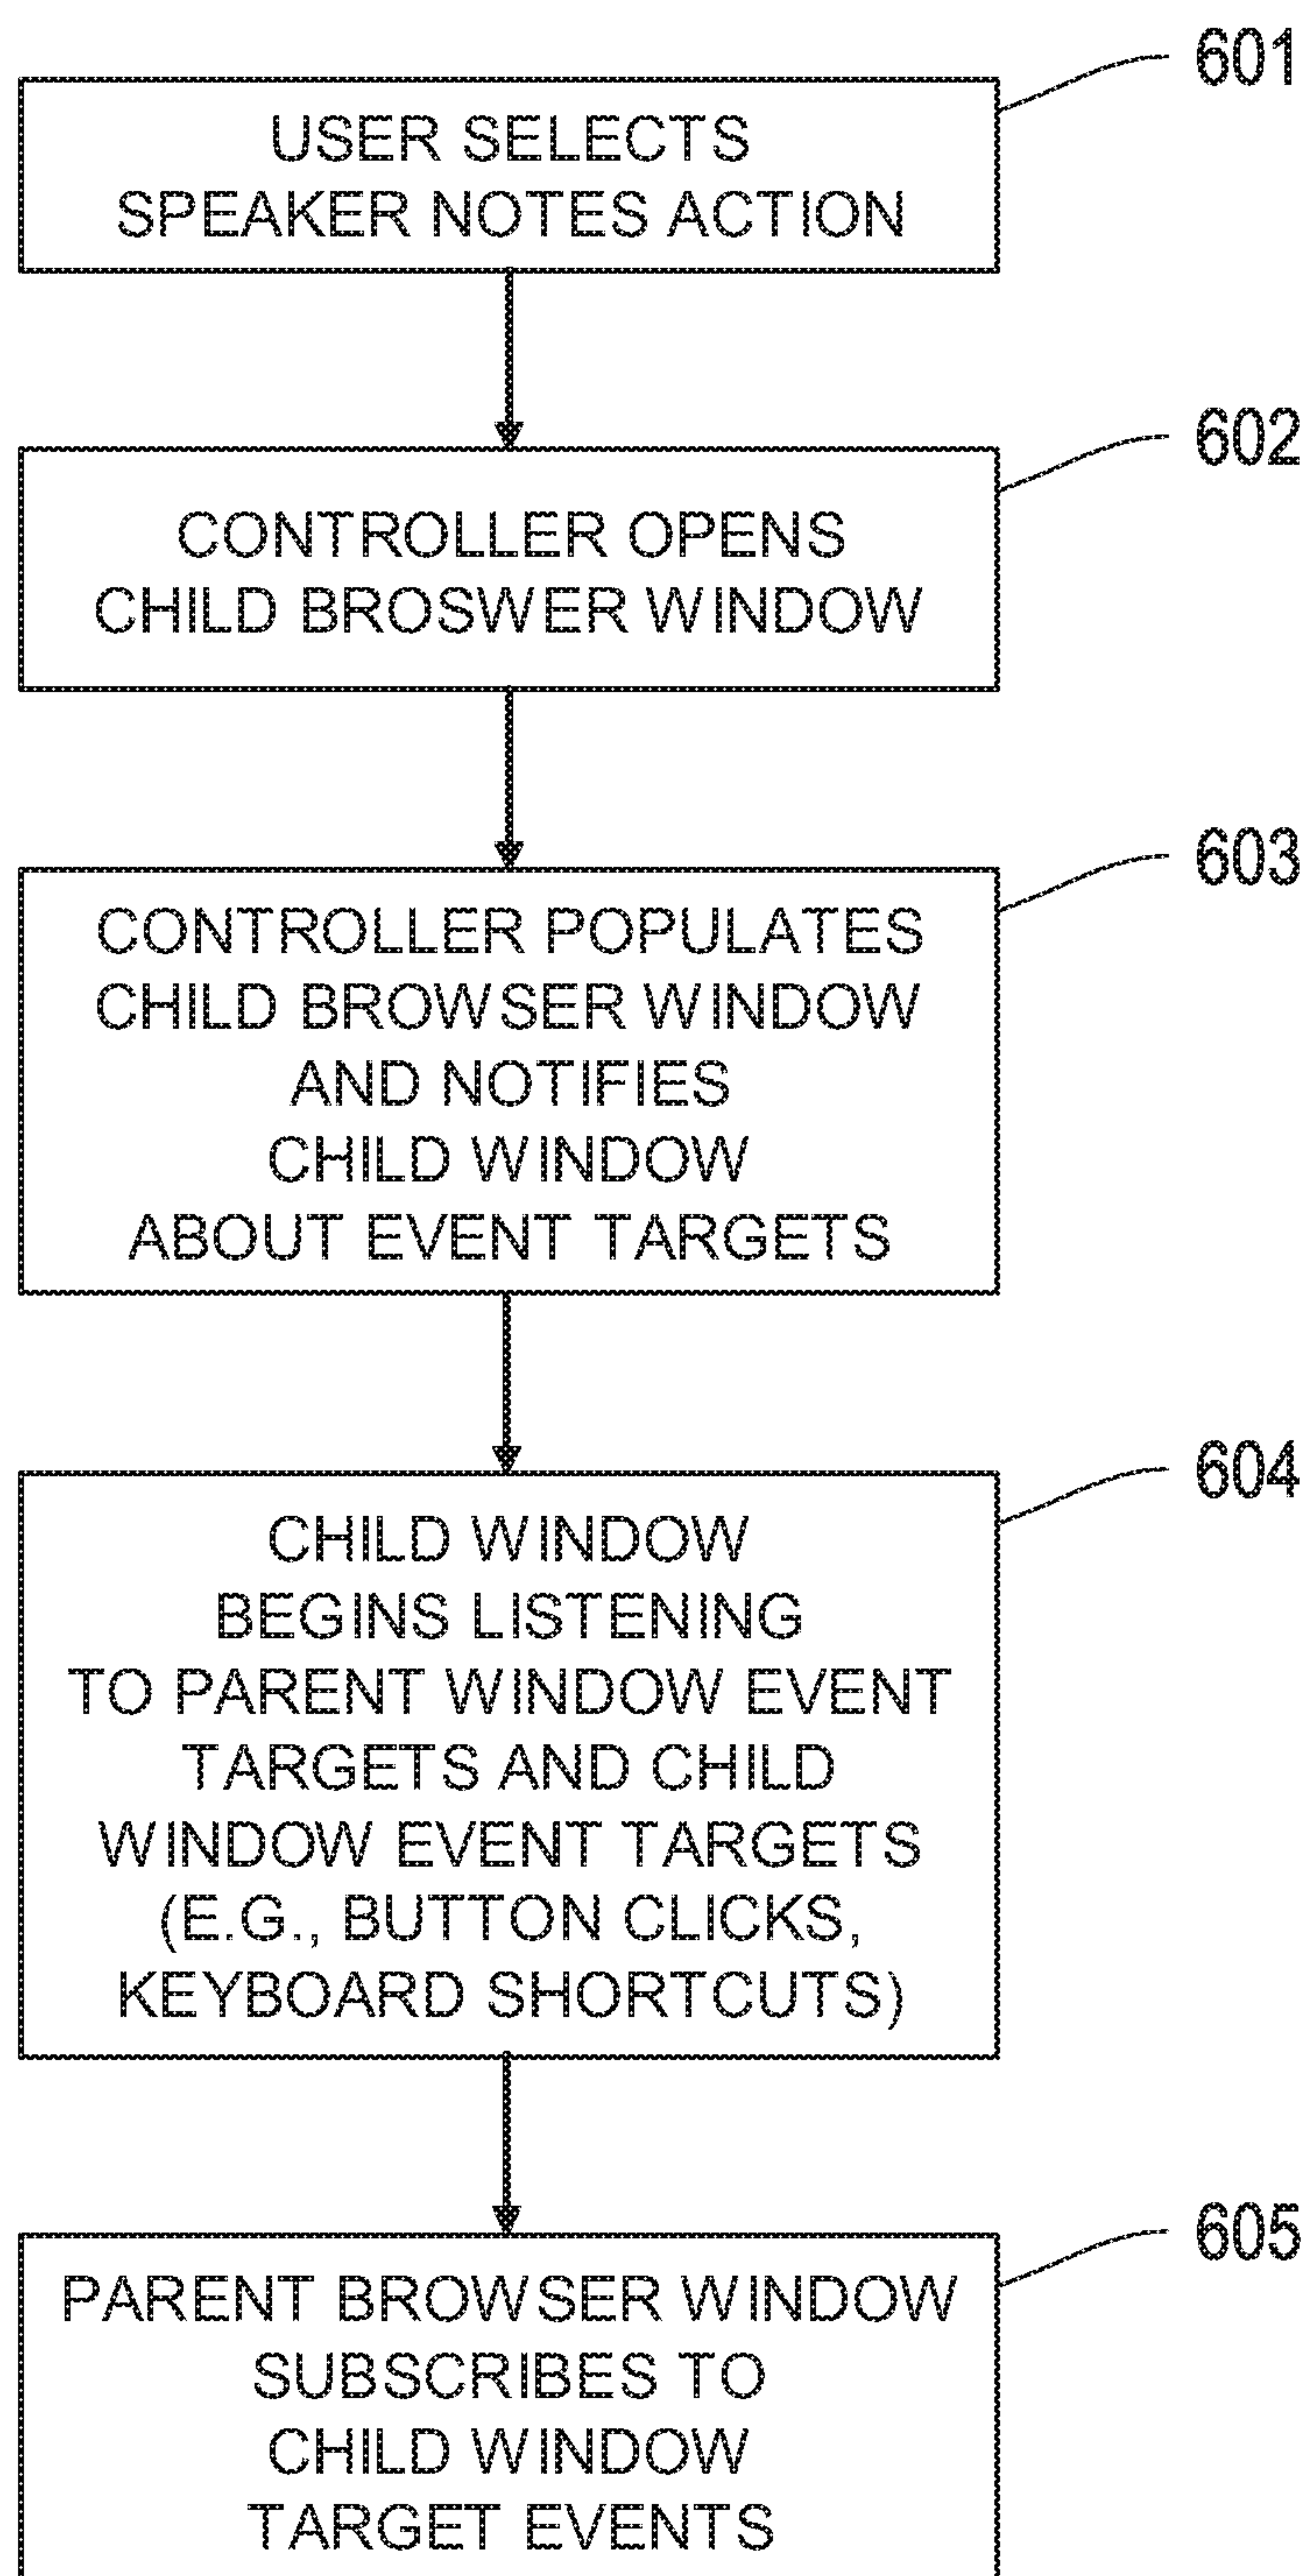 601
USER SELECTS
SPEAKER NOTES ACTION
602
CONTROLLER OPENS
CHILD BROSWER WINDOW
603
CONTROLLER POPULATES
CHILD BROWSER WINDOW
AND NOTIFIES
CHILD WINDOW
ABOUT EVENT TARGETS
604
CHILD WINDOW
BEGINS LISTENING
TO PARENT WINDOW EVENT
TARGETS AND CHILD
WINDOW EVENT TARGETS
(E.G., BUTTON CLICKS,
KEYBOARD SHORTCUTS)
605
PARENT BROWSER WINDOW
SUBSCRIBES TO
CHILD WINDOW
TARGET EVENTS